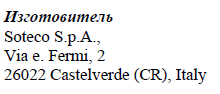 Изготовитель
Soteco S.p.A.,
Via e. Fermi, 2
26022 Castelverde (CR), Italy